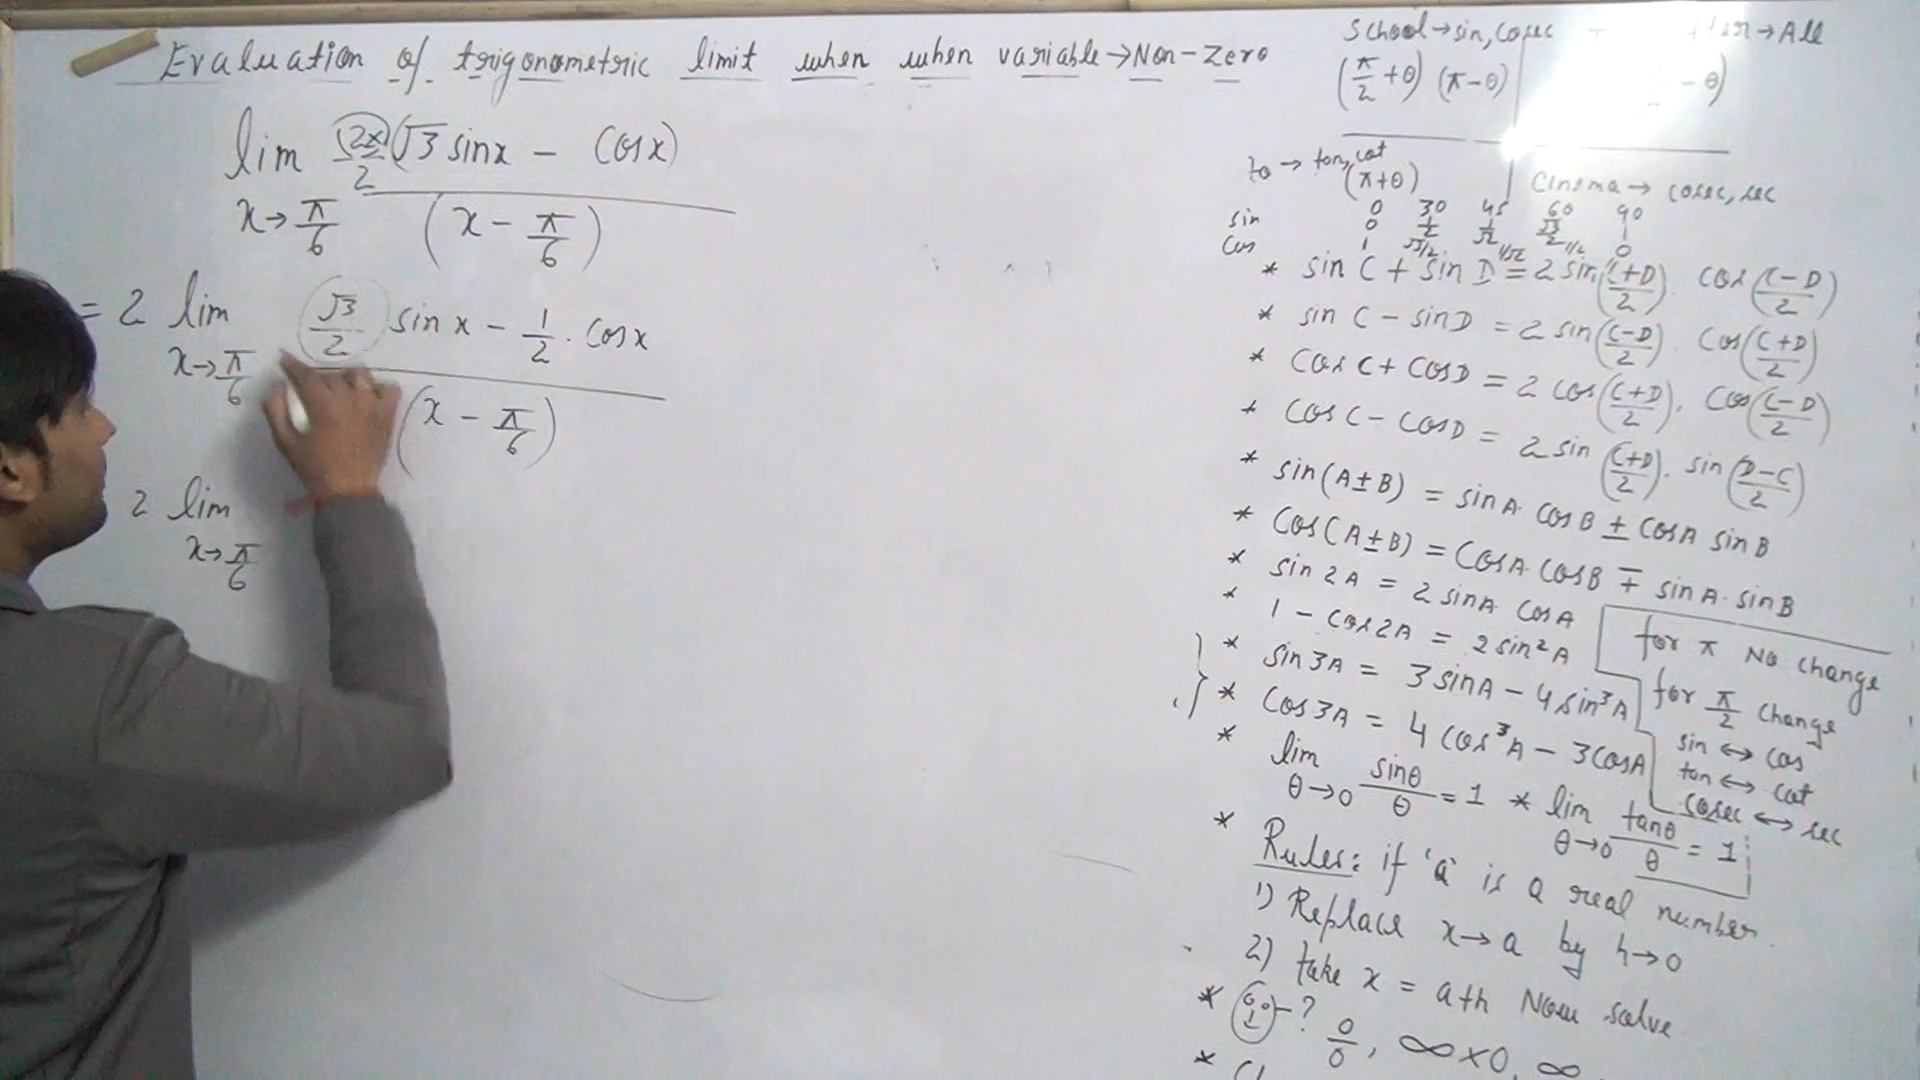 Evaluation of trigonometric limit when when variable→Non-Zero
lim 2×/2 (√3 sinx - Cosx)
x→π/6 (x - π/6)
= 2 lim √3/2 sin x - 1/2 . Cosx
x→π/6 (x - π/6)
2 lim
x→π/6
School→sin, Cosec → All
(π/2 +θ) (π-θ) - θ)
to → tan, cot
(π+θ)
Cinema → cosec, sec
0 30 45 60 90
sin 0 1/2 1/√2 √3/2 1
Cos 1 √3/2 1/√2 1/2 0
* sin C + Sin D = 2 sin (C+D)/2 . cos (C-D)/2
* sin C - sin D = 2 sin (C-D)/2 . Cos (C+D)/2
* Cos C + Cos D = 2 cos (C+D)/2 . Cos (C-D)/2
* Cos C - Cos D = 2 sin (C+D)/2 . sin (D-C)/2
* sin(A±B) = sin A. Cos B ± Cos A sin B
* Cos(A±B) = Cos A. Cos B ∓ sin A. sin B
* sin 2A = 2 sin A Cos A
* 1 - Cos 2A = 2 sin² A
* sin 3A = 3 sin A - 4 sin³ A
* Cos 3A = 4 Cos³ A - 3 Cos A
for π No change
for π/2 change
sin ↔ Cos
tan ↔ cot
cosec ↔ sec
* lim θ→0 sinθ/θ = 1 * lim θ→0 tanθ/θ = 1
* Rules: if 'a' is a real number.
1) Replace x→a by h→0
2) take x = a+h Now solve
* ? 0/0, ∞×0, ∞
*